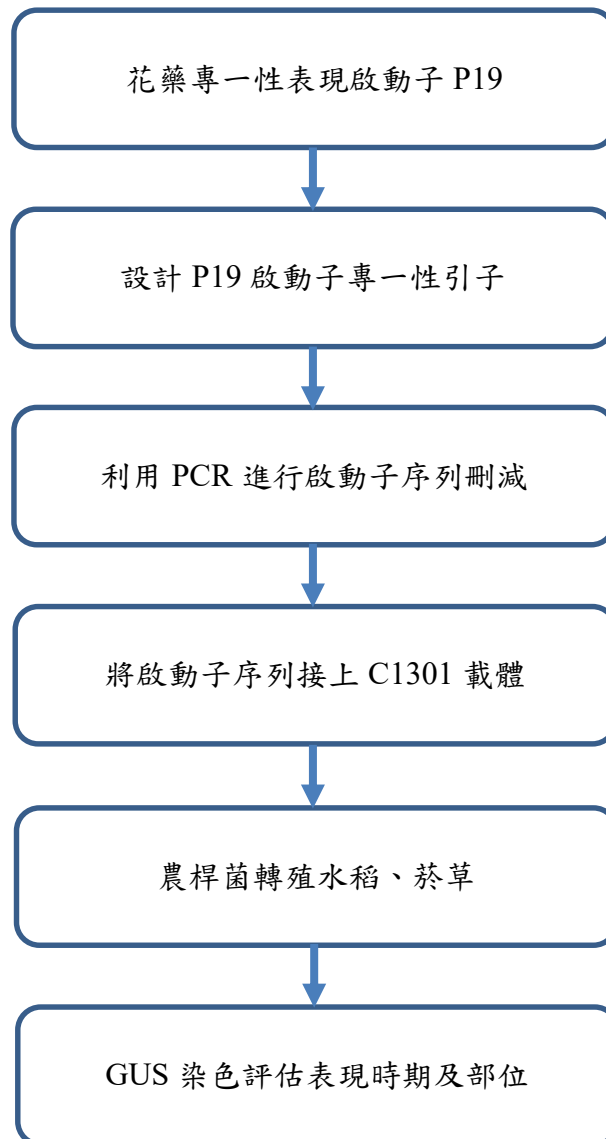 花藥專一性表現啟動子 P19
設計 P19 啟動子專一性引子
利用 PCR 進行啟動子序列刪減
將啟動子序列接上 C1301 載體
農桿菌轉殖水稻、菸草
GUS 染色評估表現時期及部位